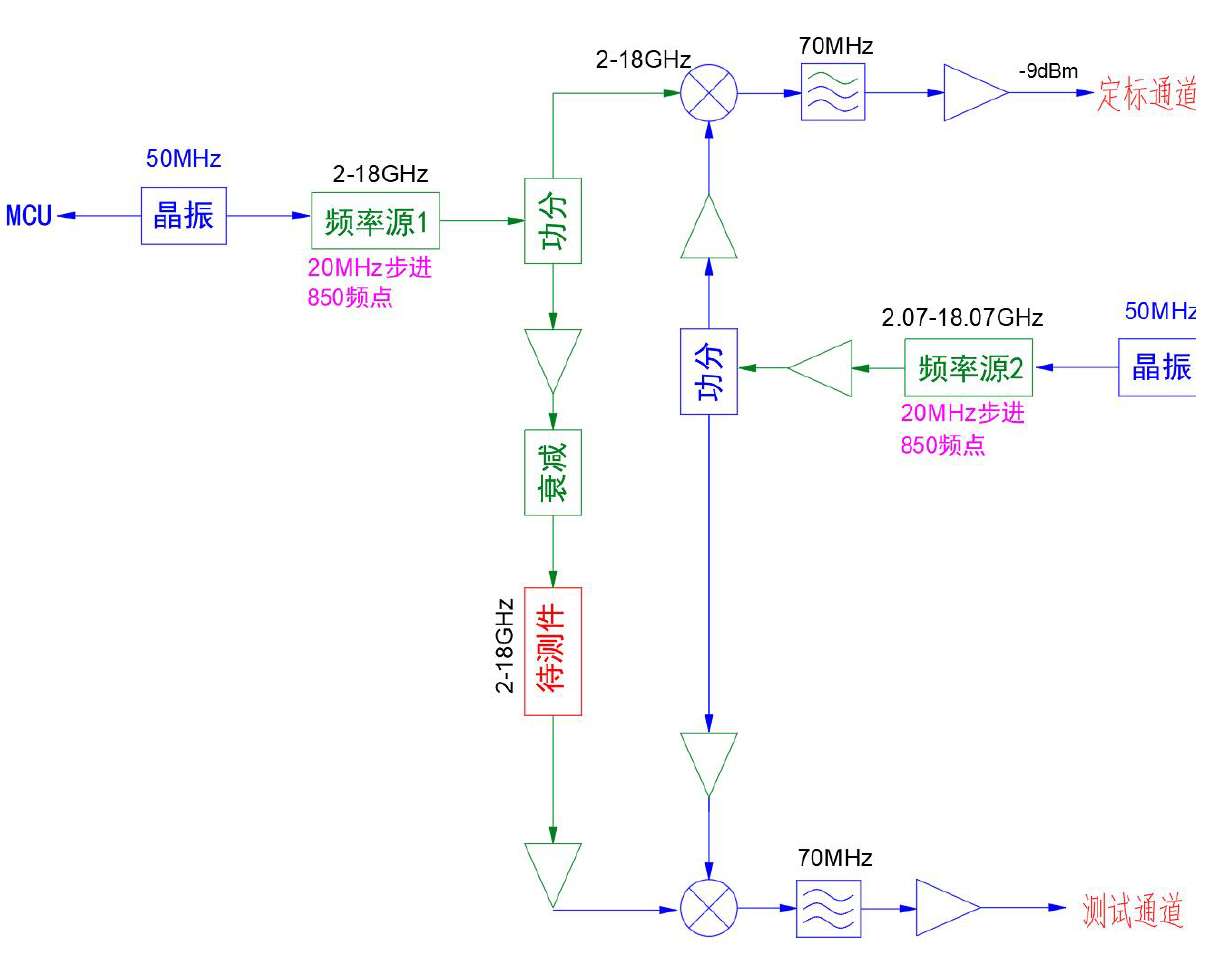 70MHz
2-18GHz
-9dBm
定标通道
50MHz
2-18GHz
MCU
晶振
频率源1
功分
20MHz步进
850频点
2.07-18.07GHz
50MHz
功分
频率源2
晶振
20MHz步进
850频点
衰减
2-18GHz
待测件
70MHz
测试通道